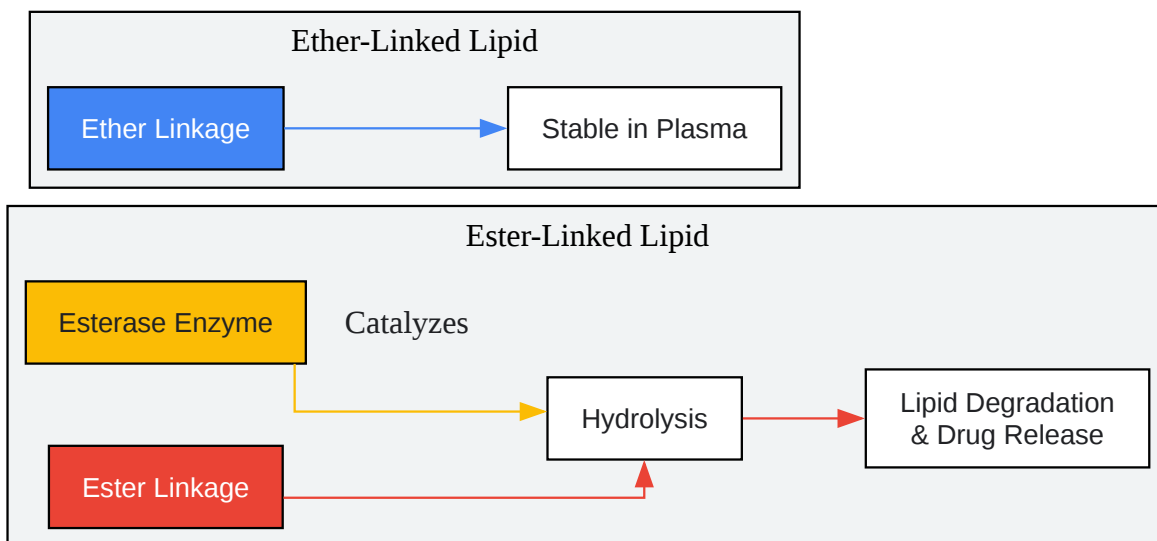 Ether-Linked Lipid
Ether Linkage
Stable in Plasma
Ester-Linked Lipid
Esterase Enzyme
Catalyzes
Hydrolysis
Lipid Degradation
& Drug Release
Ester Linkage